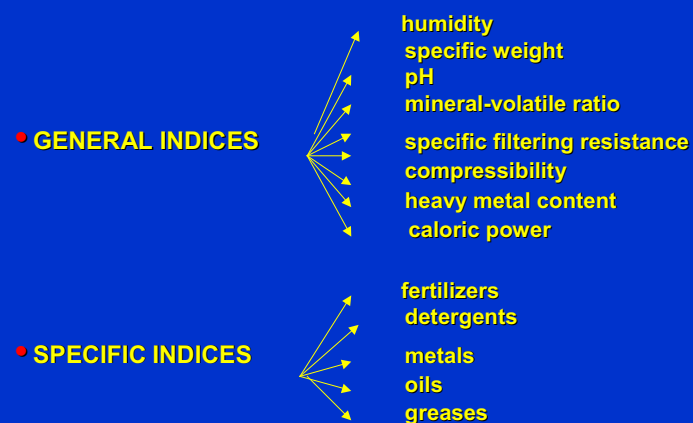 humidity
specific weight
pH
mineral-volatile ratio
• GENERAL INDICES
specific filtering resistance
compressibility
heavy metal content
caloric power
fertilizers
detergents
• SPECIFIC INDICES
metals
oils
greases